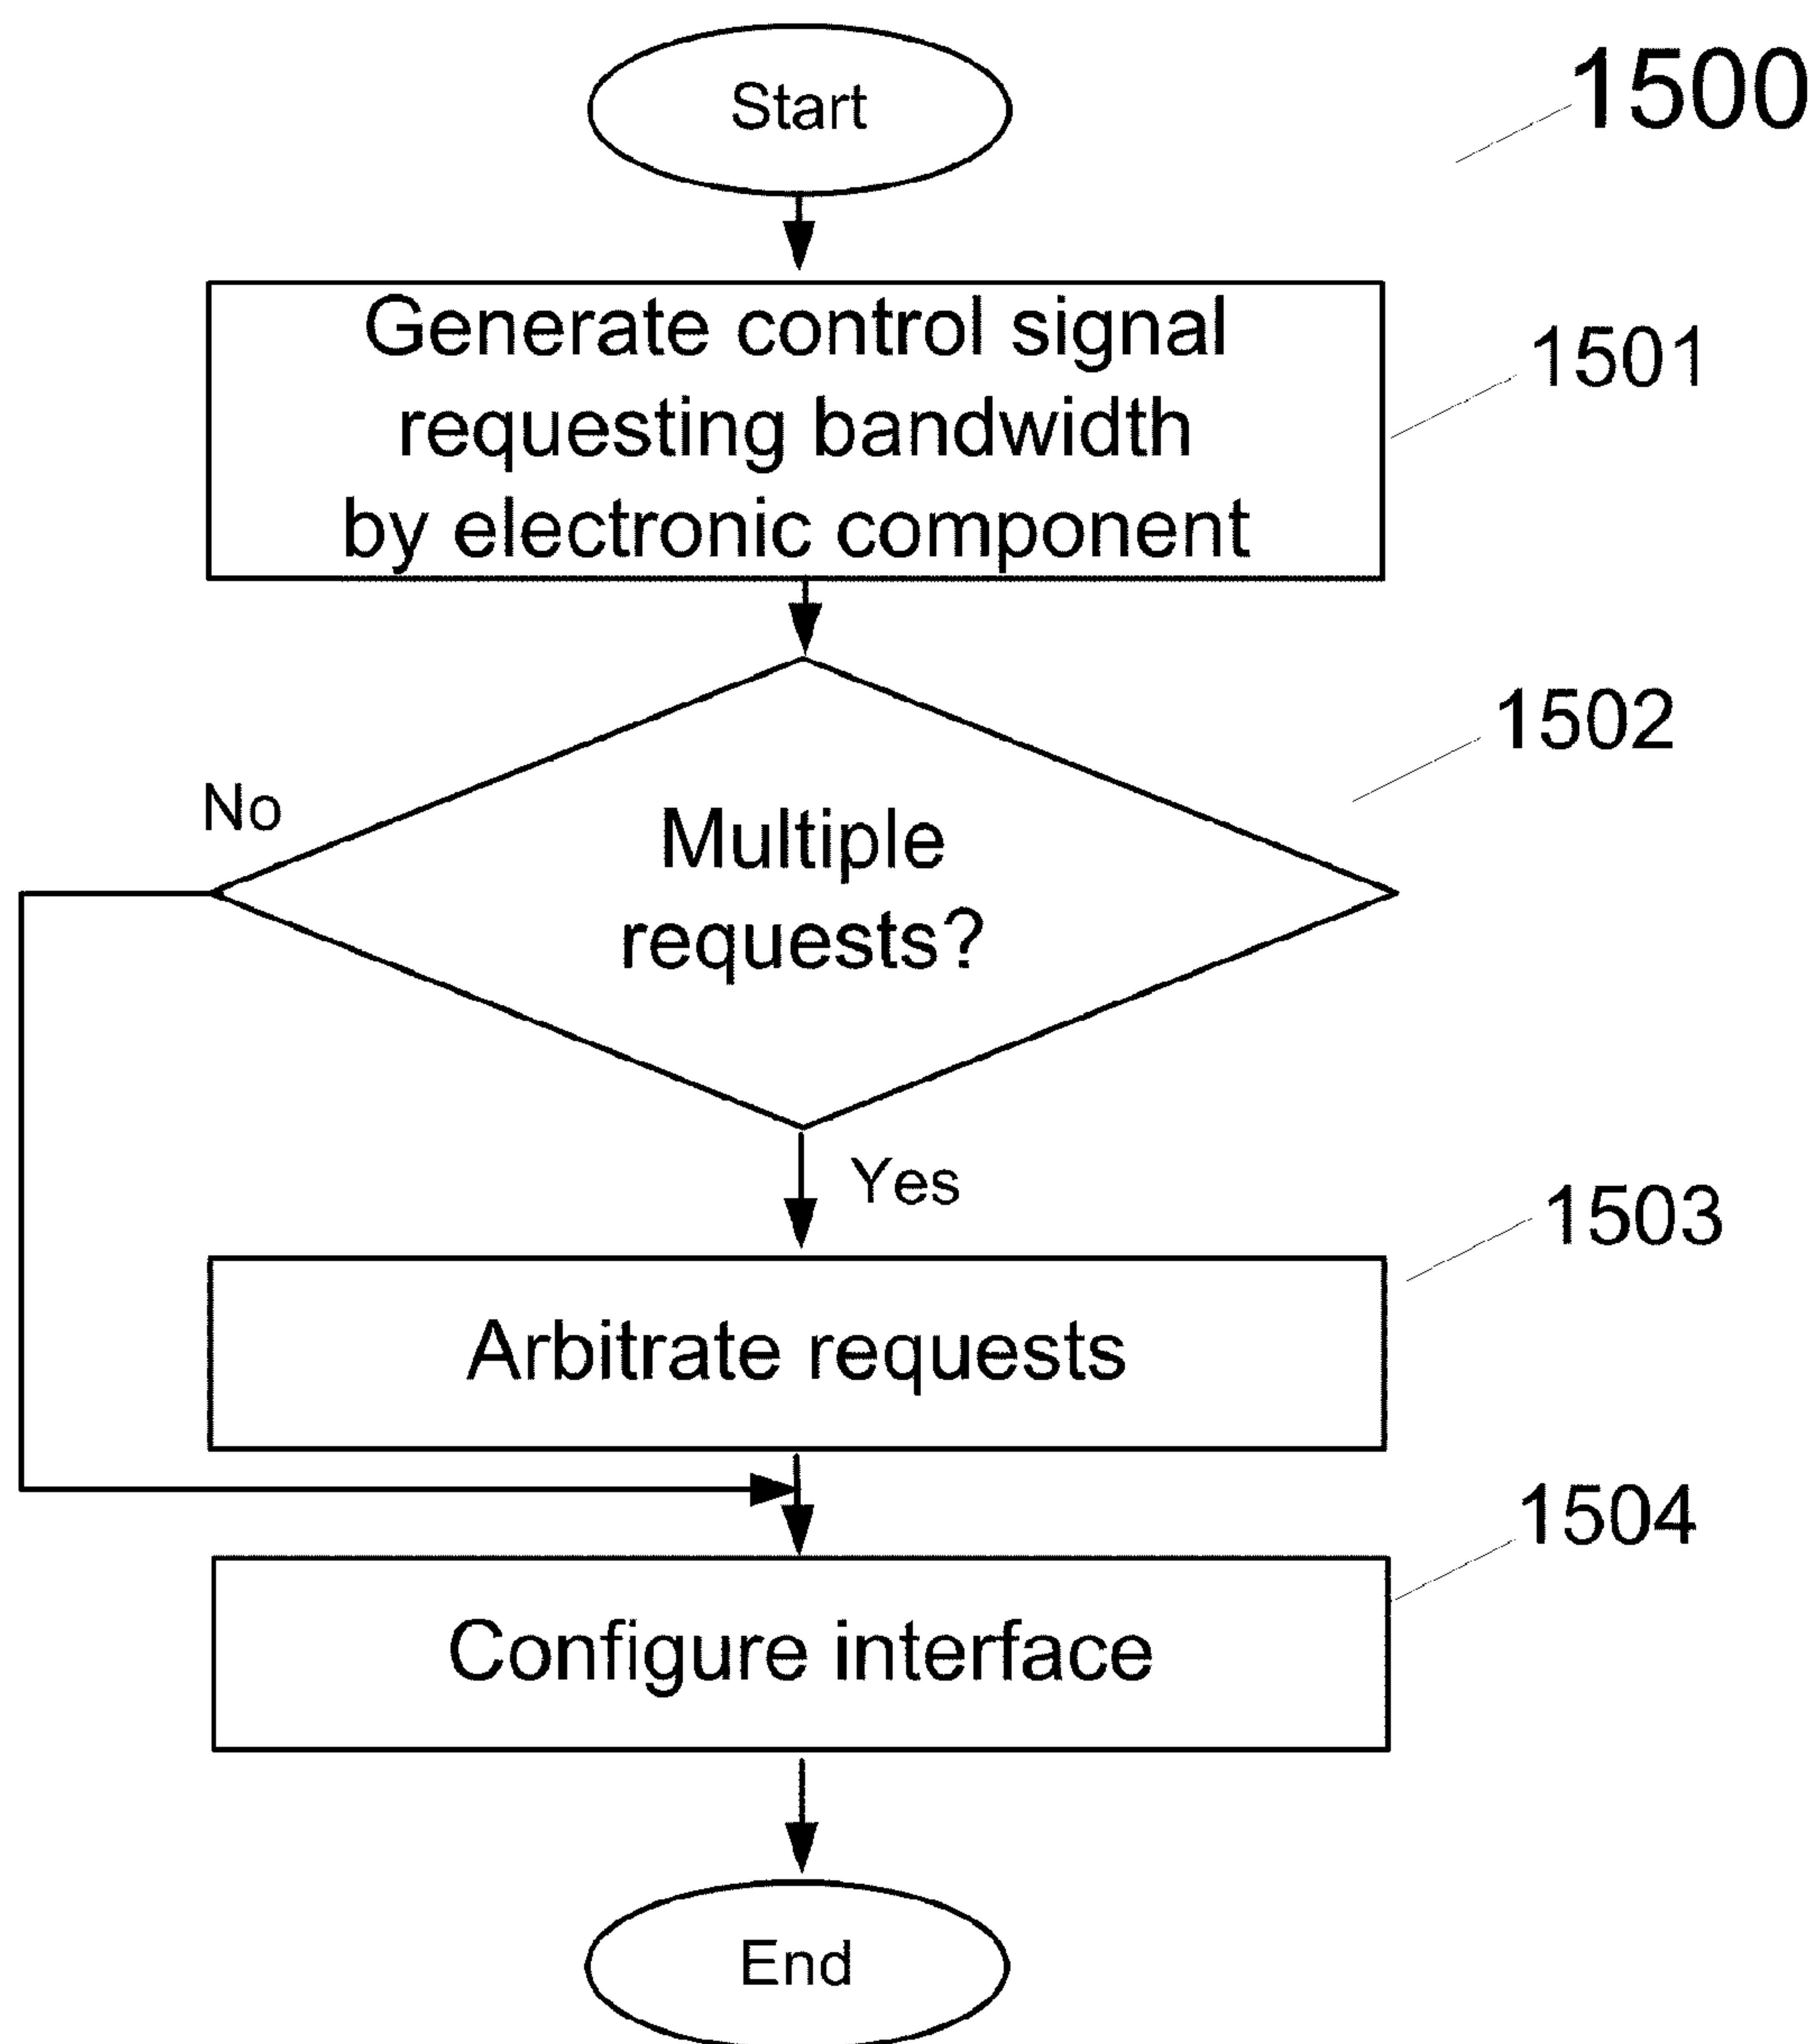 Start
1500
Generate control signal
requesting bandwidth
by electronic component
1501
1502
No
Multiple
requests?
Yes
1503
Arbitrate requests
1504
Configure interface
End